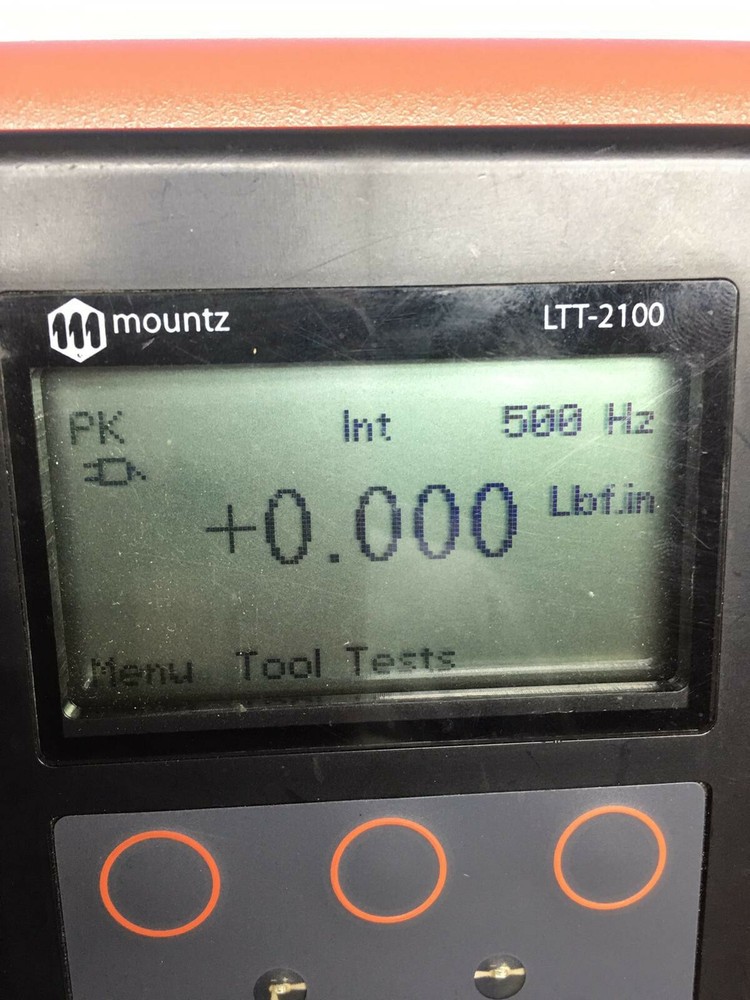 mountz LTT-2100
PK Int 500 Hz
+0.000 Lbf.in
Menu Tool Tests